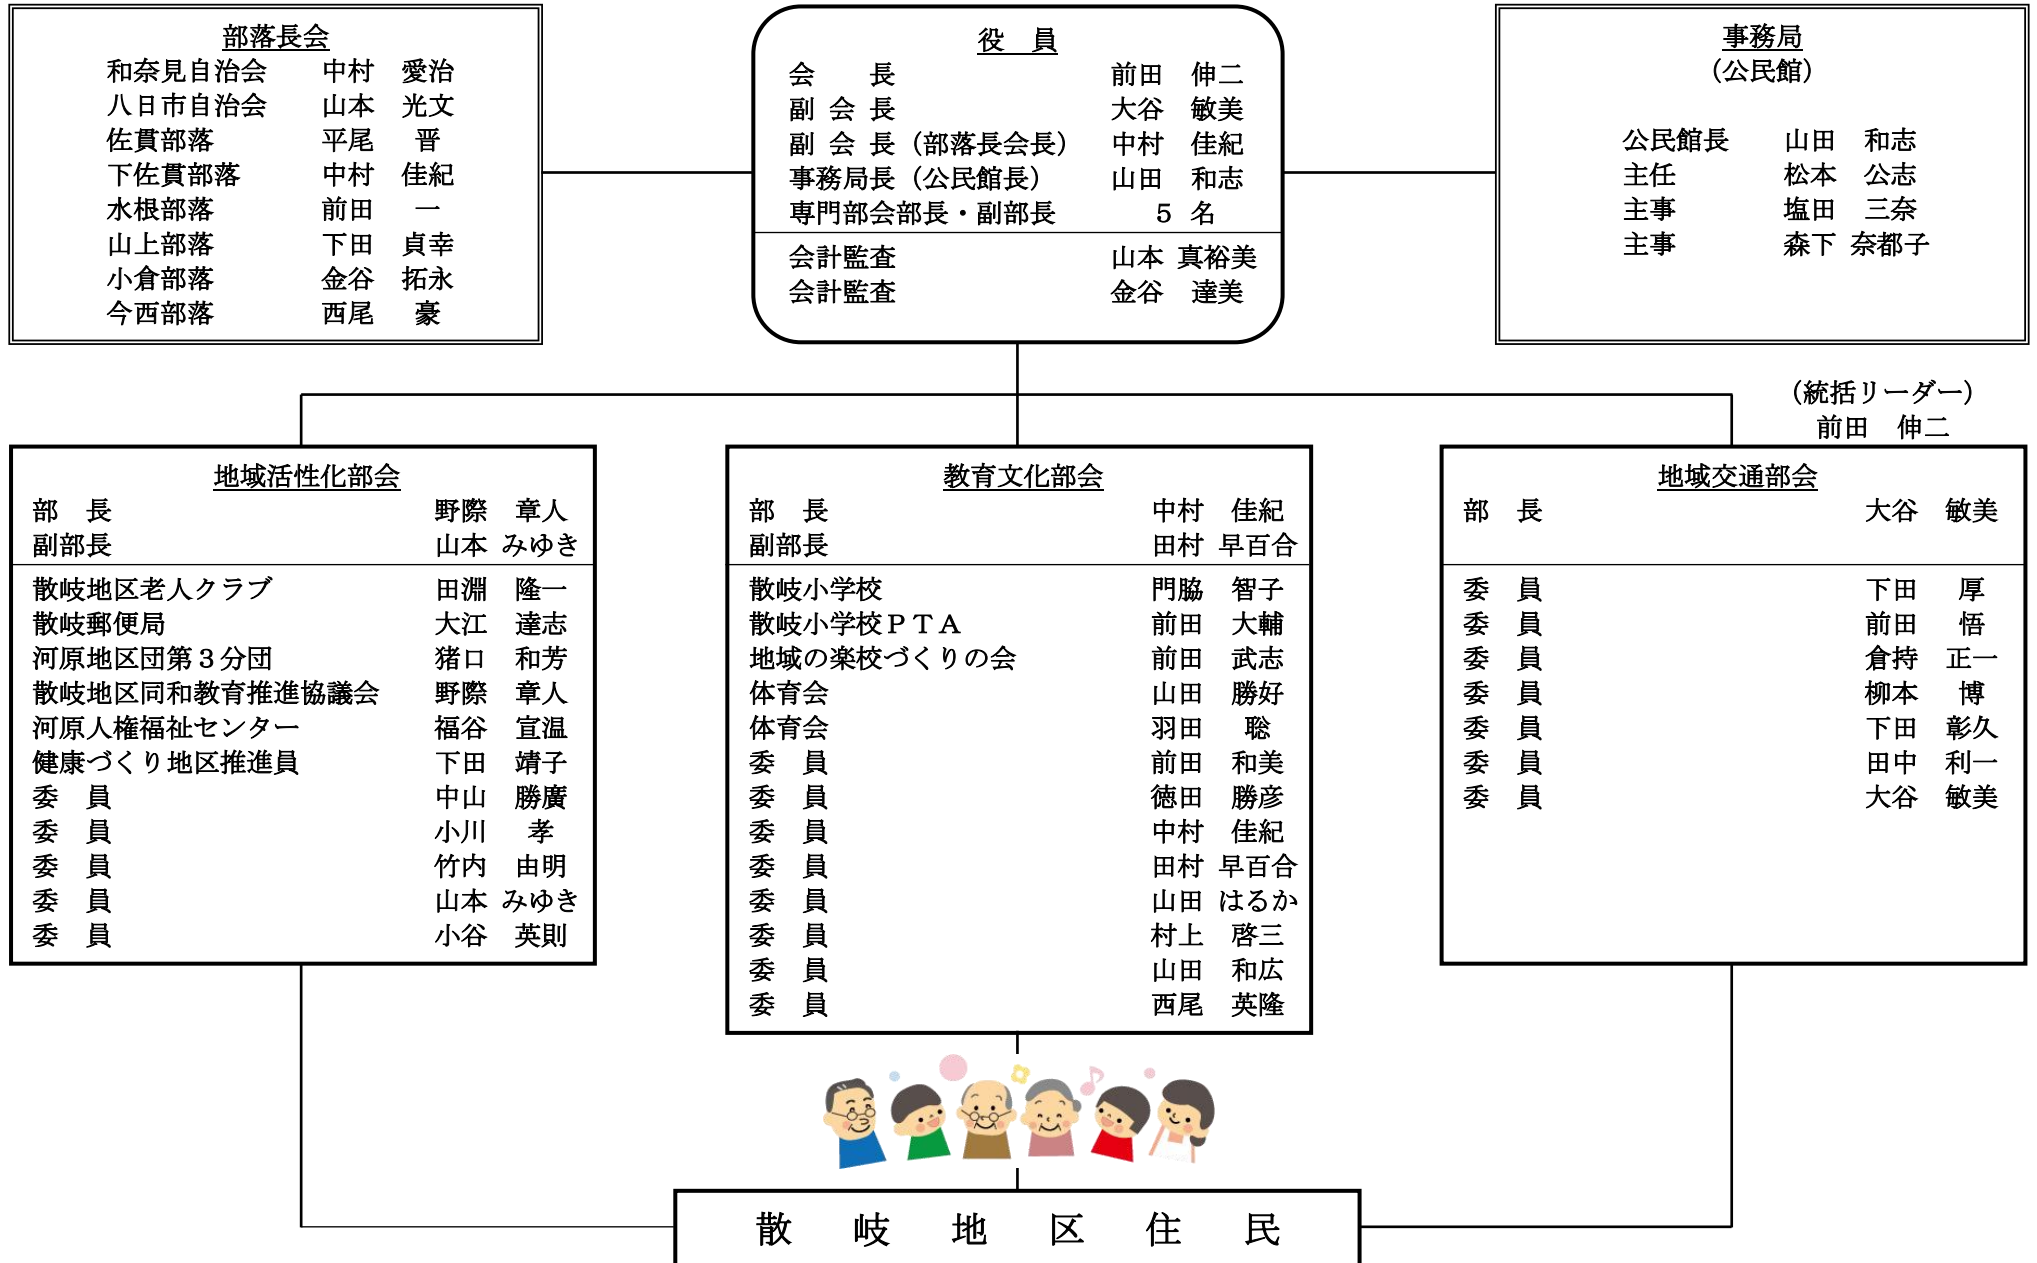 部落長会
和奈見自治会　中村　愛治
八日市自治会　山本　光文
佐貫部落　平尾　晋
下佐貫部落　中村　佳紀
水根部落　前田　一
山上部落　下田　貞幸
小倉部落　金谷　拓永
今西部落　西尾　豪
役　員
会　　長　前田　伸二
副 会 長　大谷　敏美
副 会 長（部落長会長）　中村　佳紀
事務局長（公民館長）　山田　和志
専門部会部長・副部長　５ 名
会計監査　山本 真裕美
会計監査　金谷　達美
事務局
（公民館）
公民館長　山田　和志
主任　松本　公志
主事　塩田　三奈
主事　森下 奈都子
（統括リーダー）
前田　伸二
地域活性化部会
部　長　野際　章人
副部長　山本 みゆき
散岐地区老人クラブ　田淵　隆一
散岐郵便局　大江　達志
河原地区団第３分団　猪口　和芳
散岐地区同和教育推進協議会　野際　章人
河原人権福祉センター　福谷　宣温
健康づくり地区推進員　下田　靖子
委　員　中山　勝廣
委　員　小川　孝
委　員　竹内　由明
委　員　山本 みゆき
委　員　小谷　英則
教育文化部会
部　長　中村　佳紀
副部長　田村 早百合
散岐小学校　門脇　智子
散岐小学校ＰＴＡ　前田　大輔
地域の楽校づくりの会　前田　武志
体育会　山田　勝好
体育会　羽田　聡
委　員　前田　和美
委　員　徳田　勝彦
委　員　中村　佳紀
委　員　田村 早百合
委　員　山田 はるか
委　員　村上　啓三
委　員　山田　和広
委　員　西尾　英隆
地域交通部会
部　長　大谷　敏美
委　員　下田　厚
委　員　前田　悟
委　員　倉持　正一
委　員　柳本　博
委　員　下田　彰久
委　員　田中　利一
委　員　大谷　敏美
散　岐　地　区　住　民